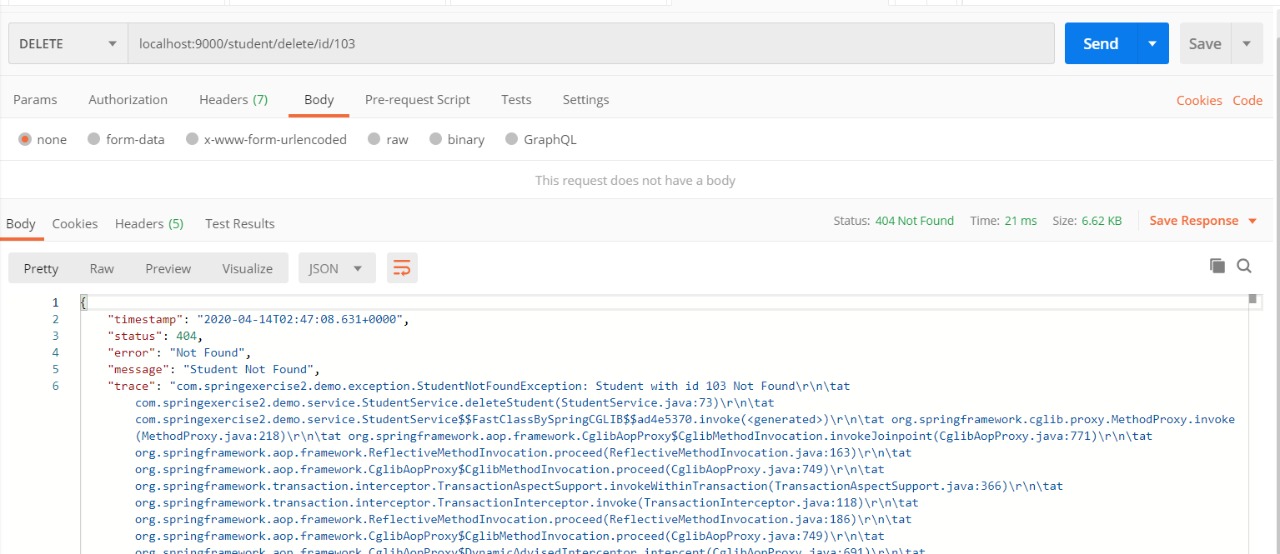 DELETE localhost:9000/student/delete/id/103 Send Save
Params Authorization Headers (7) Body Pre-request Script Tests Settings Cookies Code
none form-data x-www-form-urlencoded raw binary GraphQL
This request does not have a body
Body Cookies Headers (5) Test Results Status: 404 Not Found Time: 21 ms Size: 6.62 KB Save Response
Pretty Raw Preview Visualize JSON
1 {
2 "timestamp": "2020-04-14T02:47:08.631+0000",
3 "status": 404,
4 "error": "Not Found",
5 "message": "Student Not Found",
6 "trace": "com.springexercise2.demo.exception.StudentNotFoundException: Student with id 103 Not Found\r\n\tat
com.springexercise2.demo.service.StudentService.deleteStudent(StudentService.java:73)\r\n\tat
com.springexercise2.demo.service.StudentService$$FastClassBySpringCGLIB$$ad4e5370.invoke(<generated>)\r\n\tat org.springframework.cglib.proxy.MethodProxy.invoke
(MethodProxy.java:218)\r\n\tat org.springframework.aop.framework.CglibAopProxy$CglibMethodInvocation.invokeJoinpoint(CglibAopProxy.java:771)\r\n\tat
org.springframework.aop.framework.ReflectiveMethodInvocation.proceed(ReflectiveMethodInvocation.java:163)\r\n\tat
org.springframework.aop.framework.CglibAopProxy$CglibMethodInvocation.proceed(CglibAopProxy.java:749)\r\n\tat
org.springframework.transaction.interceptor.TransactionAspectSupport.invokeWithinTransaction(TransactionAspectSupport.java:366)\r\n\tat
org.springframework.transaction.interceptor.TransactionInterceptor.invoke(TransactionInterceptor.java:118)\r\n\tat
org.springframework.aop.framework.ReflectiveMethodInvocation.proceed(ReflectiveMethodInvocation.java:186)\r\n\tat
org.springframework.aop.framework.CglibAopProxy$CglibMethodInvocation.proceed(CglibAopProxy.java:749)\r\n\tat
org.springframework.aop.framework.CglibAopProxy$DynamicAdvisedInterceptor.intercept(CglibAopProxy.java:691)\r\n\tat